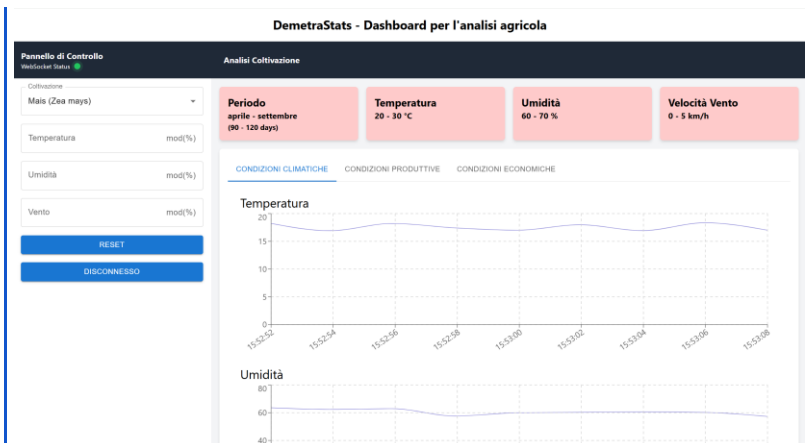 DemetraStats - Dashboard per l'analisi agricola
Pannello di Controllo
WebSocket Status
Analisi Coltivazione
Coltivazione
Mais (Zea mays)
Temperatura mod(%)
Umidità mod(%)
Vento mod(%)
RESET
DISCONNESSO
Periodo
aprile - settembre
(90 - 120 days)
Temperatura
20 - 30 °C
Umidità
60 - 70 %
Velocità Vento
0 - 5 km/h
CONDIZIONI CLIMATICHE CONDIZIONI PRODUTTIVE CONDIZIONI ECONOMICHE
Temperatura
20
15
10
5
0
15:52:52 15:52:54 15:52:56 15:52:58 15:53:00 15:53:02 15:53:04 15:53:06 15:53:08
Umidità
80
60
40